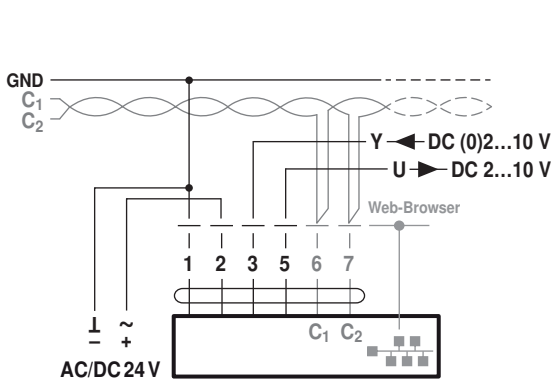 GND
C1
C2
Y DC (0)2...10 V
U DC 2...10 V
Web-Browser
1 2 3 5 6 7
C1 C2
⊥ ~
– +
AC/DC 24 V